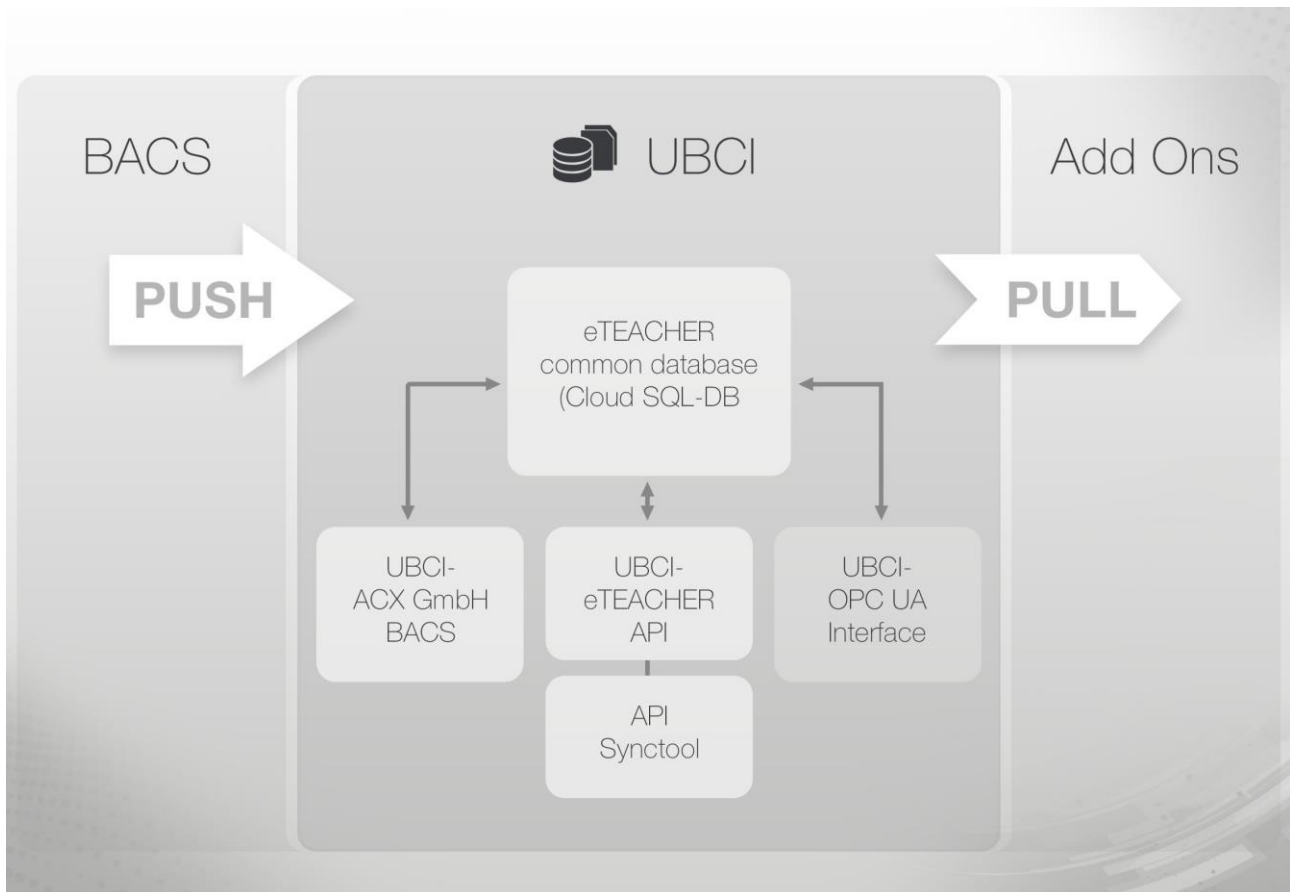 BACS
UBCI
Add Ons
PUSH
PULL
eTEACHER
common database
(Cloud SQL-DB
UBCI-
ACX GmbH
BACS
UBCI-
eTEACHER
API
UBCI-
OPC UA
Interface
API
Synctool